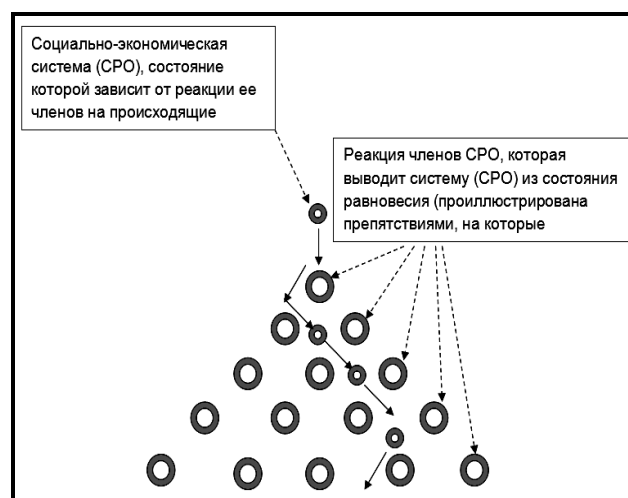 Социально-экономическая
система (СРО), состояние
которой зависит от реакции ее
членов на происходящие
Реакция членов СРО, которая
выводит систему (СРО) из состояния
равновесия (проиллюстрирована
препятствиями, на которые